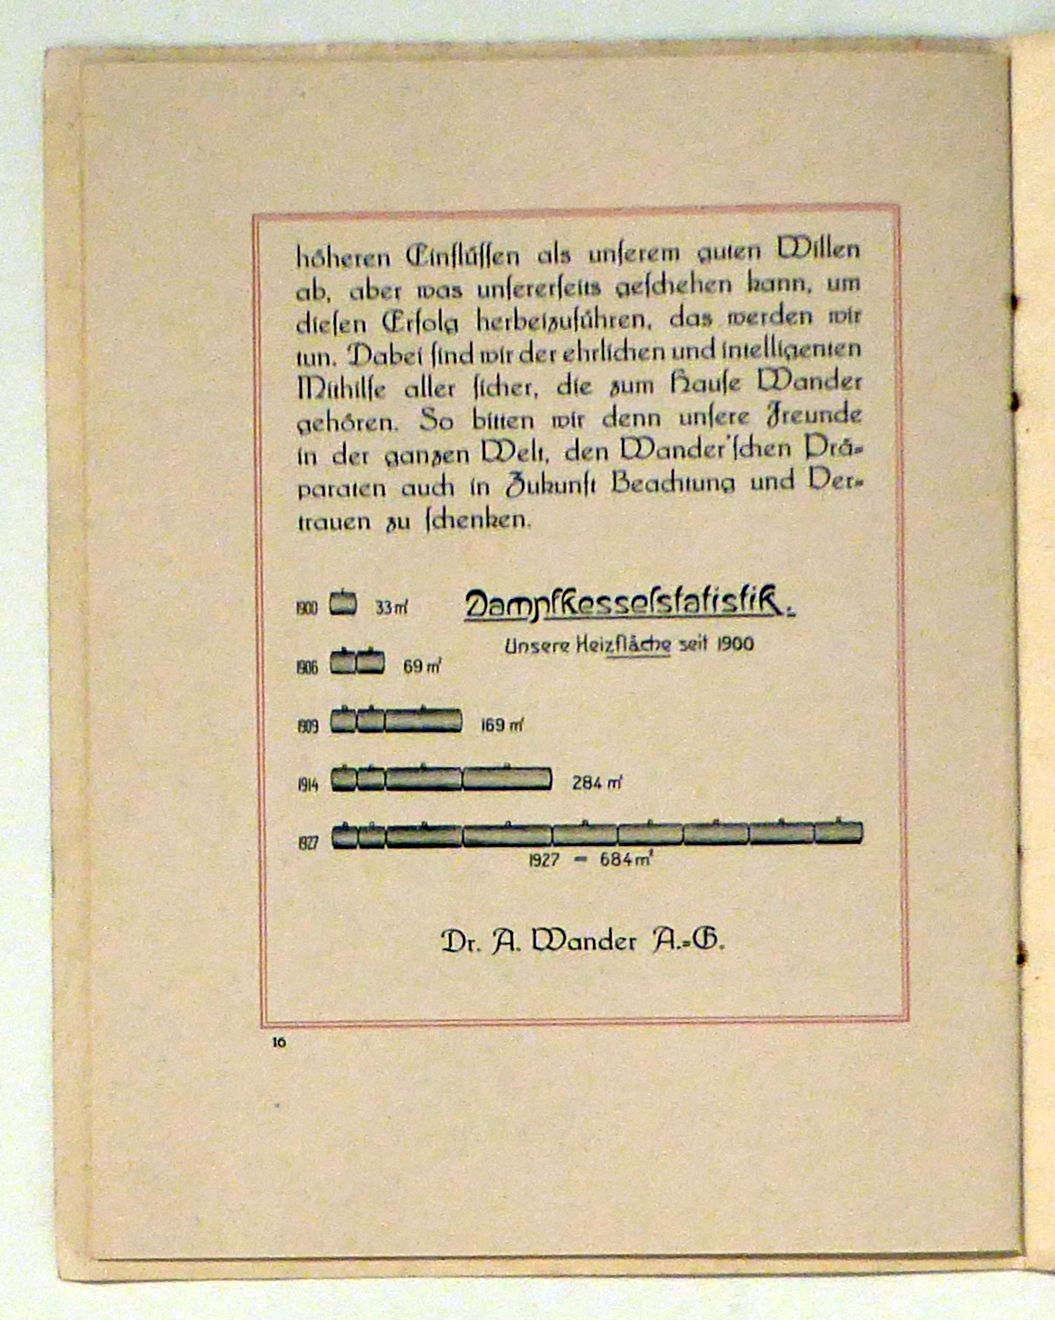 höheren Einflüssen als unserem guten Willen
ab, aber was unsererseits geschehen kann, um
diesen Erfolg herbeizuführen, das werden wir
tun. Dabei sind wir der ehrlichen und intelligenten
Mithilfe aller sicher, die zum Hause Wander
gehören. So bitten wir denn unsere Freunde
in der ganzen Welt, den Wander'schen Prä-
paraten auch in Zukunft Beachtung und Ver-
trauen zu schenken.
Dampfkesselstatistik.
Unsere Heizfläche seit 1900
1900 33 m²
1906 69 m²
1909 169 m²
1914 284 m²
1927
1927 = 684 m²
Dr. A. Wander A.-G.
16